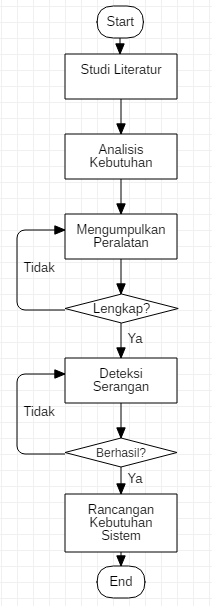 Start
Studi Literatur
Analisis
Kebutuhan
Mengumpulkan
Peralatan
Tidak
Lengkap?
Ya
Deteksi
Serangan
Tidak
Berhasil?
Ya
Rancangan
Kebutuhan
Sistem
End